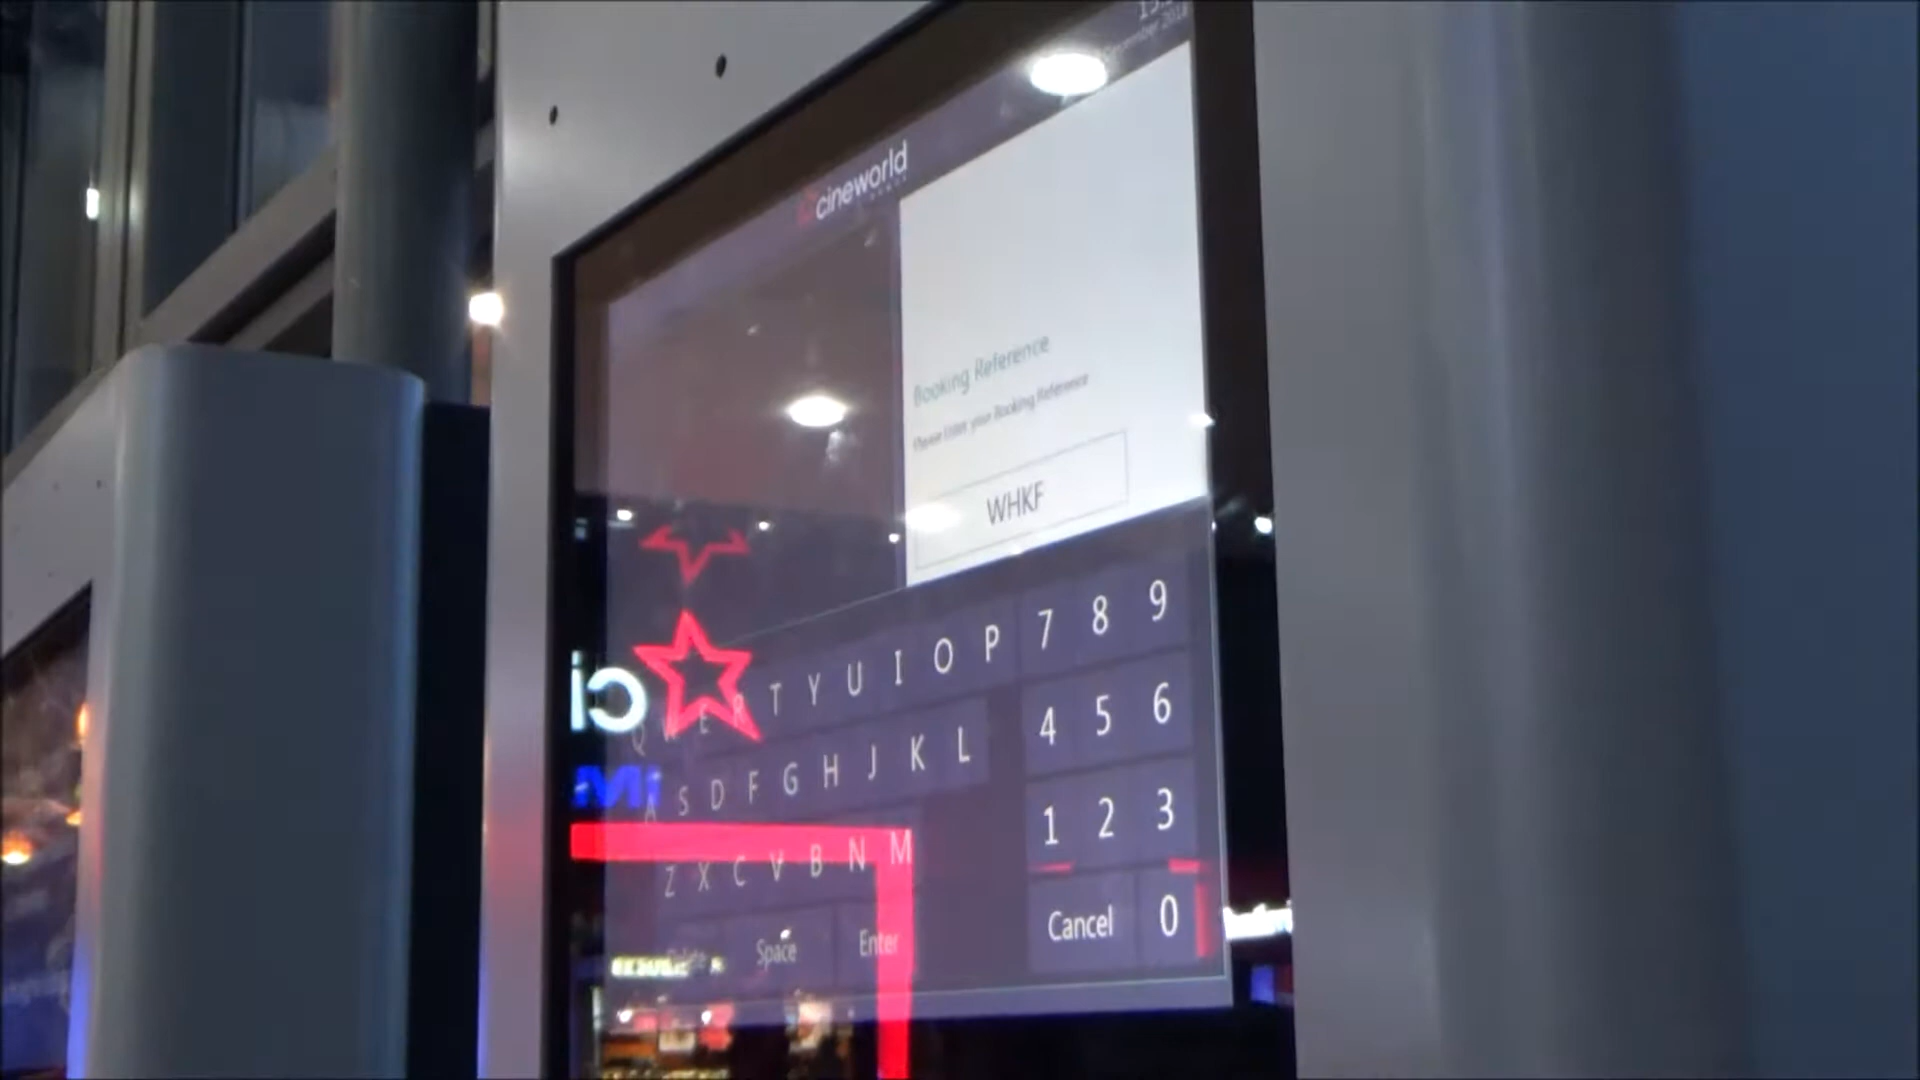 cineworld
Booking Reference
Please enter your Booking Reference
WHKF
Q W E R T Y U I O P 7 8 9
A S D F G H J K L 4 5 6
Z X C V B N M 1 2 3
Space Enter Cancel 0
ci